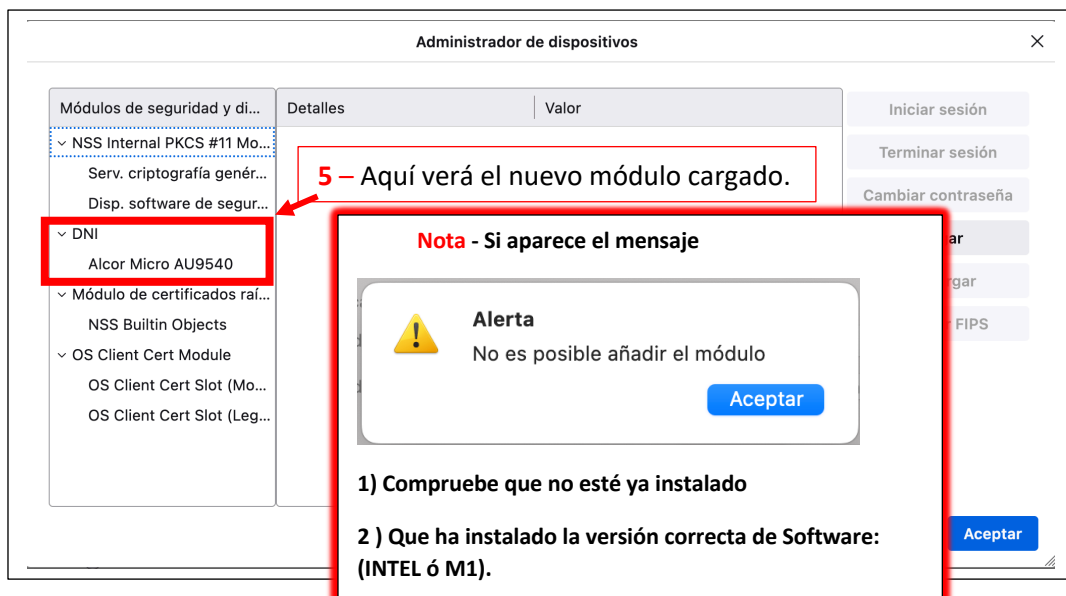 Administrador de dispositivos
Módulos de seguridad y di...
Detalles
Valor
Iniciar sesión
NSS Internal PKCS #11 Mo...
Terminar sesión
Serv. criptografía genér...
5 – Aquí verá el nuevo módulo cargado.
Cambiar contraseña
Disp. software de segur...
DNI
Nota - Si aparece el mensaje
Alcor Micro AU9540
Módulo de certificados raí...
NSS Builtin Objects
FIPS
OS Client Cert Module
OS Client Cert Slot (Mo...
OS Client Cert Slot (Leg...
Alerta
No es posible añadir el módulo
Aceptar
1) Compruebe que no esté ya instalado
2 ) Que ha instalado la versión correcta de Software:
(INTEL ó M1).
Aceptar